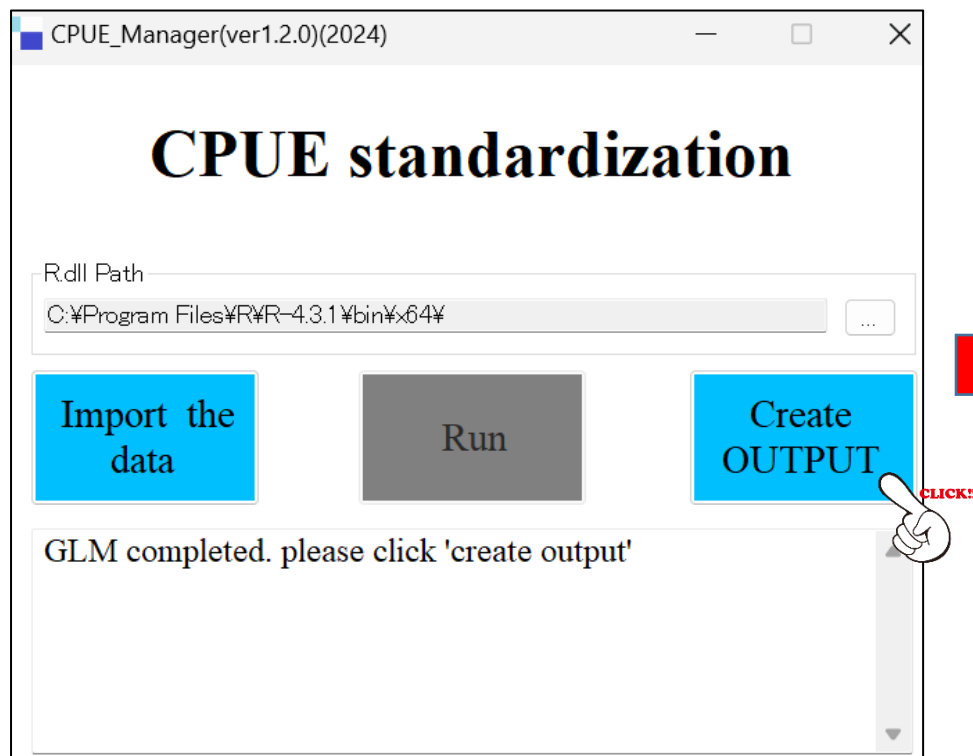 CPUE_Manager(ver1.2.0)(2024)
CPUE standardization
R.dll Path
C:¥Program Files¥R¥R-4.3.1¥bin¥x64¥
...
Import the
data
Run
Create
OUTPUT
CLICK!!
GLM completed. please click 'create output'